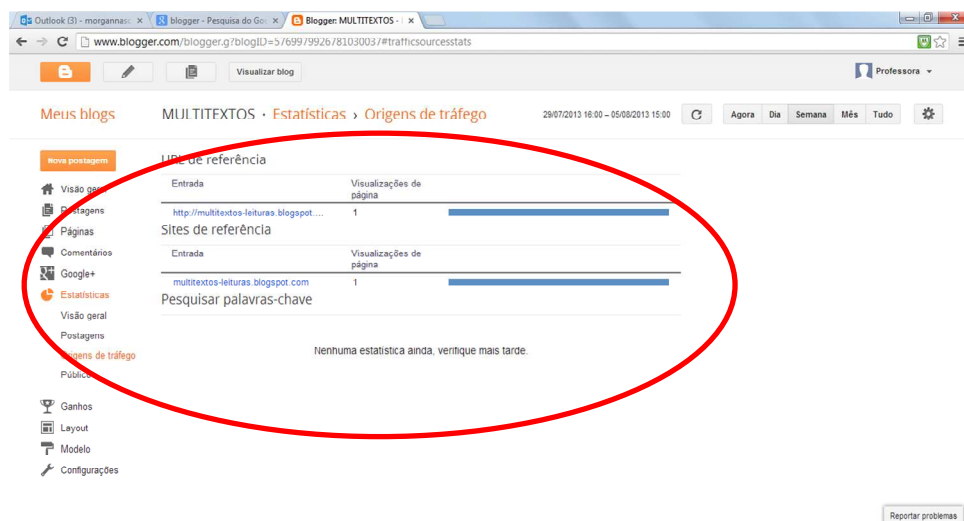 Outlook (3) - morgannasc
blogger - Pesquisa do Goo
Blogger: MULTITEXTOS -
www.blogger.com/blogger.g?blogID=5769979926781030037#trafficsourcesstats
Visualizar blog
Professora
Meus blogs
MULTITEXTOS · Estatísticas › Origens de tráfego
29/07/2013 16:00 – 05/08/2013 15:00
Agora Dia Semana Mês Tudo
Nova postagem
Visão geral
Postagens
Páginas
Comentários
Google+
Estatísticas
Visão geral
Postagens
Origens de tráfego
Público
Ganhos
Layout
Modelo
Configurações
URL de referência
Entrada Visualizações de
página
http://multitextos-leituras.blogspot.... 1
Sites de referência
Entrada Visualizações de
página
multitextos-leituras.blogspot.com 1
Pesquisar palavras-chave
Nenhuma estatística ainda, verifique mais tarde.
Reportar problemas